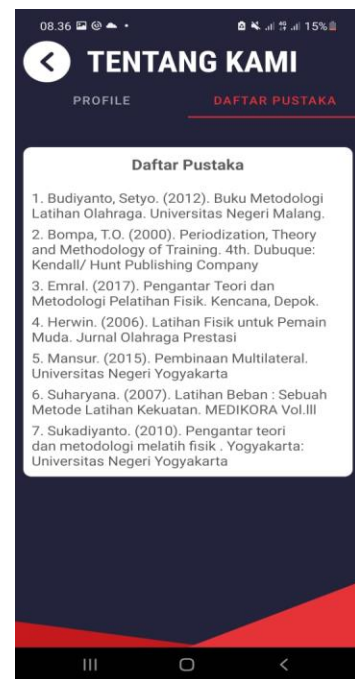 08.36
15%
TENTANG KAMI
PROFILE
DAFTAR PUSTAKA
Daftar Pustaka
1. Budiyanto, Setyo. (2012). Buku Metodologi
Latihan Olahraga. Universitas Negeri Malang.
2. Bompa, T.O. (2000). Periodization, Theory
and Methodology of Training. 4th. Dubuque:
Kendall/ Hunt Publishing Company
3. Emral. (2017). Pengantar Teori dan
Metodologi Pelatihan Fisik. Kencana, Depok.
4. Herwin. (2006). Latihan Fisik untuk Pemain
Muda. Jurnal Olahraga Prestasi
5. Mansur. (2015). Pembinaan Multilateral.
Universitas Negeri Yogyakarta
6. Suharyana. (2007). Latihan Beban : Sebuah
Metode Latihan Kekuatan. MEDIKORA Vol.III
7. Sukadiyanto. (2010). Pengantar teori
dan metodologi melatih fisik . Yogyakarta:
Universitas Negeri Yogyakarta